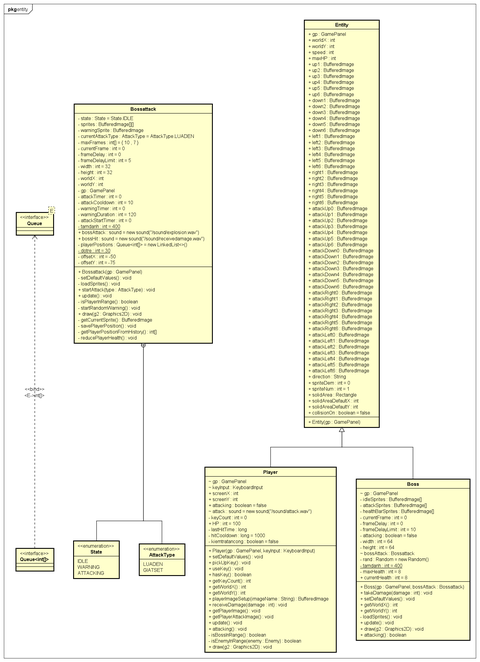 pkg entity
Entity
+ gp : GamePanel
+ worldX : int
+ worldY : int
+ speed : int
+ maxHP : int
+ up1 : BufferedImage
+ up2 : BufferedImage
+ up3 : BufferedImage
+ up4 : BufferedImage
+ up5 : BufferedImage
+ up6 : BufferedImage
+ down1 : BufferedImage
+ down2 : BufferedImage
+ down3 : BufferedImage
+ down4 : BufferedImage
+ down5 : BufferedImage
+ down6 : BufferedImage
+ left1 : BufferedImage
+ left2 : BufferedImage
+ left3 : BufferedImage
+ left4 : BufferedImage
+ left5 : BufferedImage
+ left6 : BufferedImage
+ right1 : BufferedImage
+ right2 : BufferedImage
+ right3 : BufferedImage
+ right4 : BufferedImage
+ right5 : BufferedImage
+ right6 : BufferedImage
+ attackUp0 : BufferedImage
+ attackUp1 : BufferedImage
+ attackUp2 : BufferedImage
+ attackUp3 : BufferedImage
+ attackUp4 : BufferedImage
+ attackUp5 : BufferedImage
+ attackUp6 : BufferedImage
+ attackDown0 : BufferedImage
+ attackDown1 : BufferedImage
+ attackDown2 : BufferedImage
+ attackDown3 : BufferedImage
+ attackDown4 : BufferedImage
+ attackDown5 : BufferedImage
+ attackDown6 : BufferedImage
+ attackRight0 : BufferedImage
+ attackRight1 : BufferedImage
+ attackRight2 : BufferedImage
+ attackRight3 : BufferedImage
+ attackRight4 : BufferedImage
+ attackRight5 : BufferedImage
+ attackRight6 : BufferedImage
+ attackLeft0 : BufferedImage
+ attackLeft1 : BufferedImage
+ attackLeft2 : BufferedImage
+ attackLeft3 : BufferedImage
+ attackLeft4 : BufferedImage
+ attackLeft5 : BufferedImage
+ attackLeft6 : BufferedImage
+ direction : String
+ spriteDem : int = 0
+ spriteNum : int = 1
+ solidArea : Rectangle
+ solidAreaDefaultX : int
+ solidAreaDefaultY : int
+ collisionOn : boolean = false
+ Entity(gp : GamePanel)
Bossattack
- state : State = State.IDLE
- sprites : BufferedImage[][]
- warningSprite : BufferedImage
- currentAttackType : AttackType = AttackType.LUADEN
- maxFrames : int[] = { 10 , 7 }
- currentFrame : int = 0
- frameDelay : int = 0
- frameDelayLimit : int = 5
- width : int = 32
- height : int = 32
- worldX : int
- worldY : int
- gp : GamePanel
- attackTimer : int = 0
- attackCooldown : int = 10
- warningTimer : int = 0
- warningDuration : int = 120
- attackStartTimer : int = 0
- tamdanh : int = 400
+ bossAttack : sound = new sound("/sound/explosion.wav")
+ bossHit : sound = new sound("/sound/receivedamage.wav")
- playerPositions : Queue<int[]> = new LinkedList<>()
- offsetX : int = -50
- offsetY : int = -75
+ Bossattack(gp : GamePanel)
- setDefaultValues() : void
- loadSprites() : void
+ startAttack(type : AttackType) : void
+ update() : void
- isPlayerInRange() : boolean
- startRandomWarning() : void
+ draw(g2 : Graphics2D) : void
- getCurrentSprite() : BufferedImage
- savePlayerPosition() : void
- getPlayerPositionFromHistory() : int[]
- reducePlayerHealth() : void
<<interface>>
Queue
<<bind>>
<<interface>>
Queue<int[]>
<<enumeration>>
State
IDLE
WARNING
ATTACKING
<<enumeration>>
AttackType
LUADEN
GIATSET
Player
~ gp : GamePanel
~ keyInput : KeyboardInput
+ screenX : int
+ screenY : int
+ attacking : boolean = false
+ attack : sound = new sound("/sound/attack.wav")
+ keyCount : int = 0
+ HP : int = 100
- lastHitTime : long
- hitCooldown : long = 1000
+ Player(gp : GamePanel, keyInput : KeyboardInput)
+ setDefaultValues() : void
+ pickUpKey() : void
+ useKey() : void
+ hasKey() : boolean
+ getKeyCount() : int
+ getWorldX() : int
+ getWorldY() : int
+ playerImageSetup(imageName : String) : BufferedImage
+ receiveDamage(damage : int) : void
+ getPlayerImage() : void
+ getPlayerAttackImage() : void
+ update() : void
+ attacking() : void
+ isBossInRange() : boolean
+ isEnemyInRange(enemy : Enemy) : boolean
+ draw(g2 : Graphics2D) : void
Boss
~ gp : GamePanel
- idleSprites : BufferedImage[]
- attackSprites : BufferedImage[]
- healthBarSprites : BufferedImage[]
- currentFrame : int = 0
- frameDelay : int = 0
- frameDelayLimit : int = 10
- attacking : boolean = false
- width : int = 64
- height : int = 64
- bossAttack : Bossattack
- rand : Random = new Random()
- tamdanh : int = 400
+ maxHealth : int = 8
+ currentHealth : int = 8
+ Boss(gp : GamePanel, bossAttack : Bossattack)
+ takeDamage(damage : int) : void
- setDefaultValues() : void
+ getWorldX() : int
+ getWorldY() : int
- loadSprites() : void
+ update() : void
+ draw(g2 : Graphics2D) : void
+ attacking() : boolean